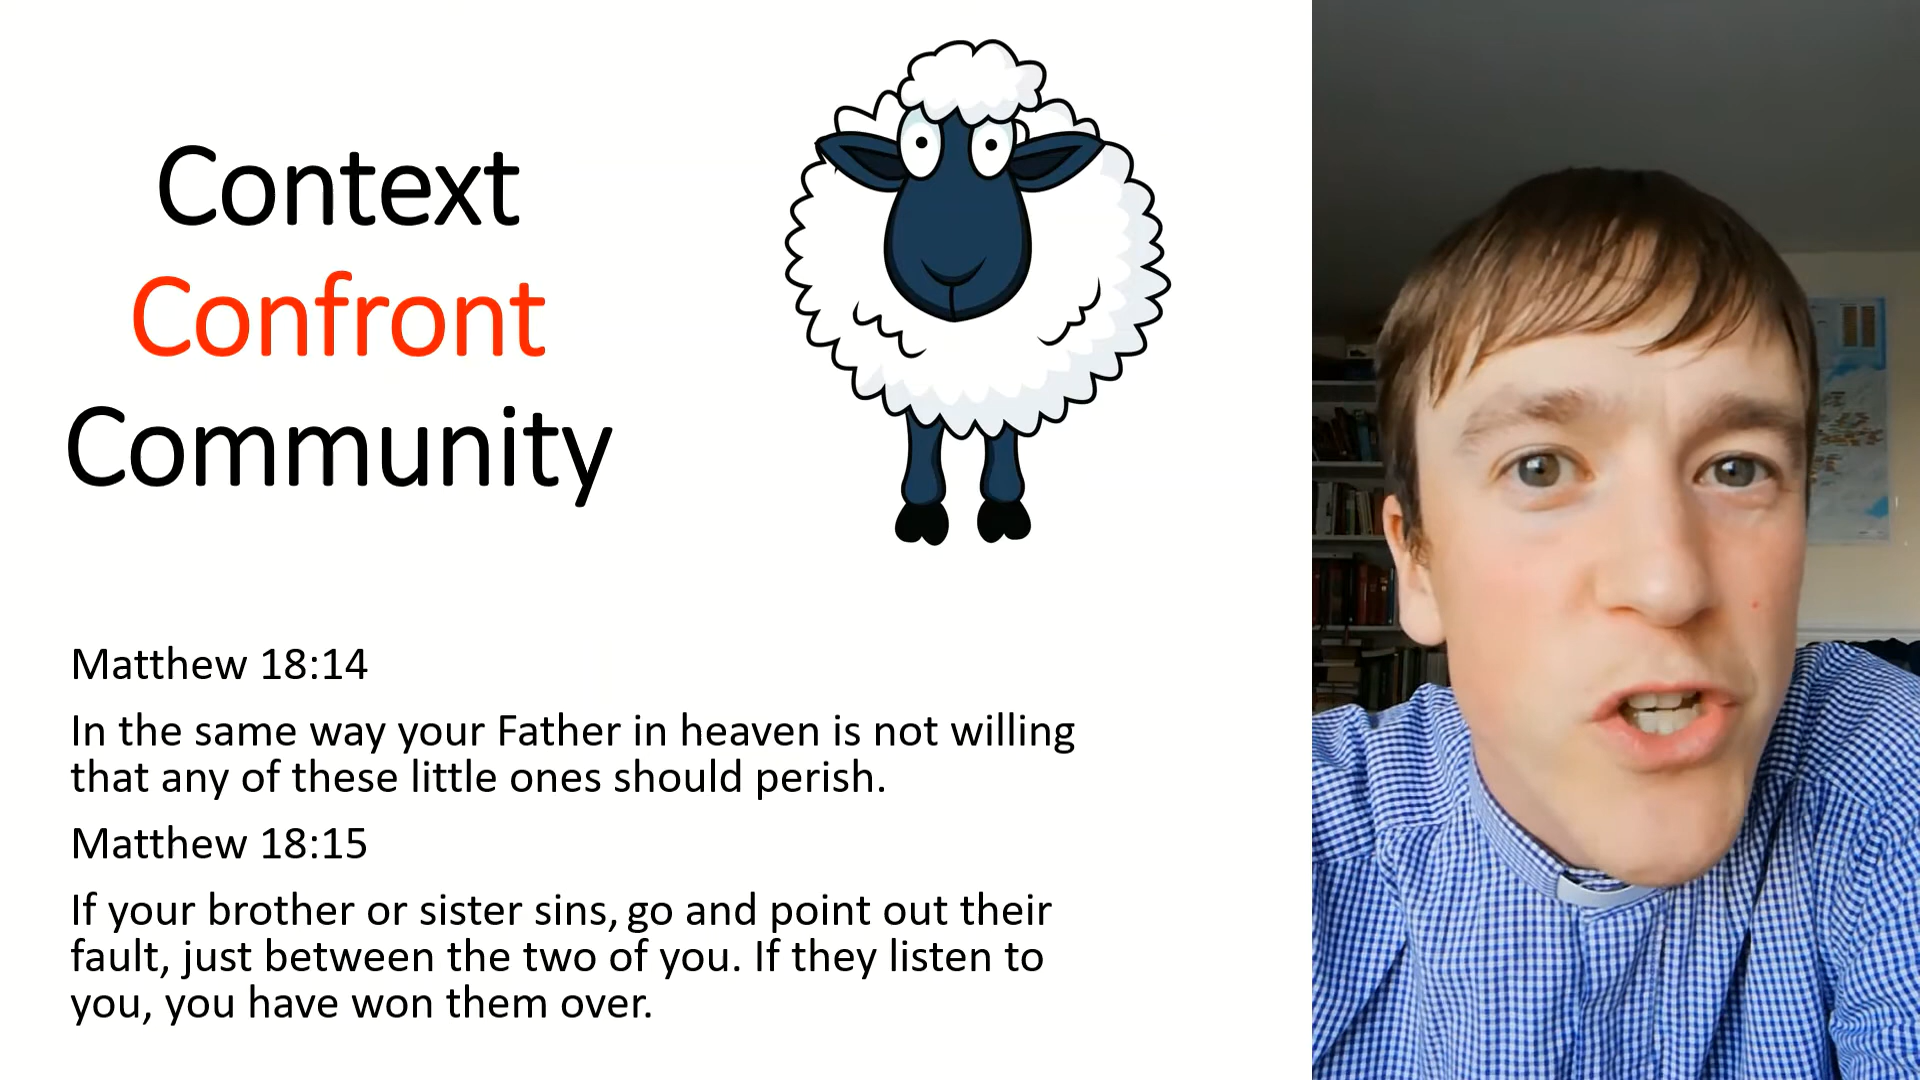 Context
Confront
Community
Matthew 18:14
In the same way your Father in heaven is not willing
that any of these little ones should perish.
Matthew 18:15
If your brother or sister sins, go and point out their
fault, just between the two of you. If they listen to
you, you have won them over.